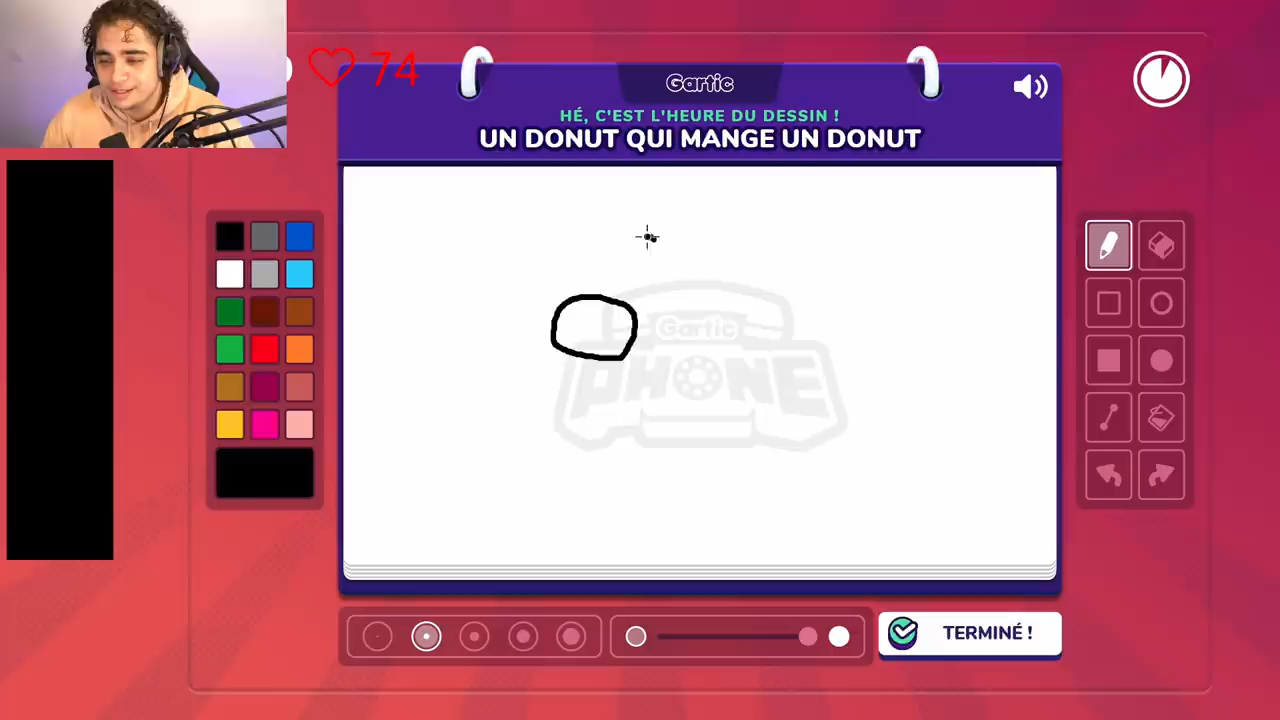 74
Gartic
HÉ, C'EST L'HEURE DU DESSIN !
UN DONUT QUI MANGE UN DONUT
Gartic
PHONE
TERMINÉ !